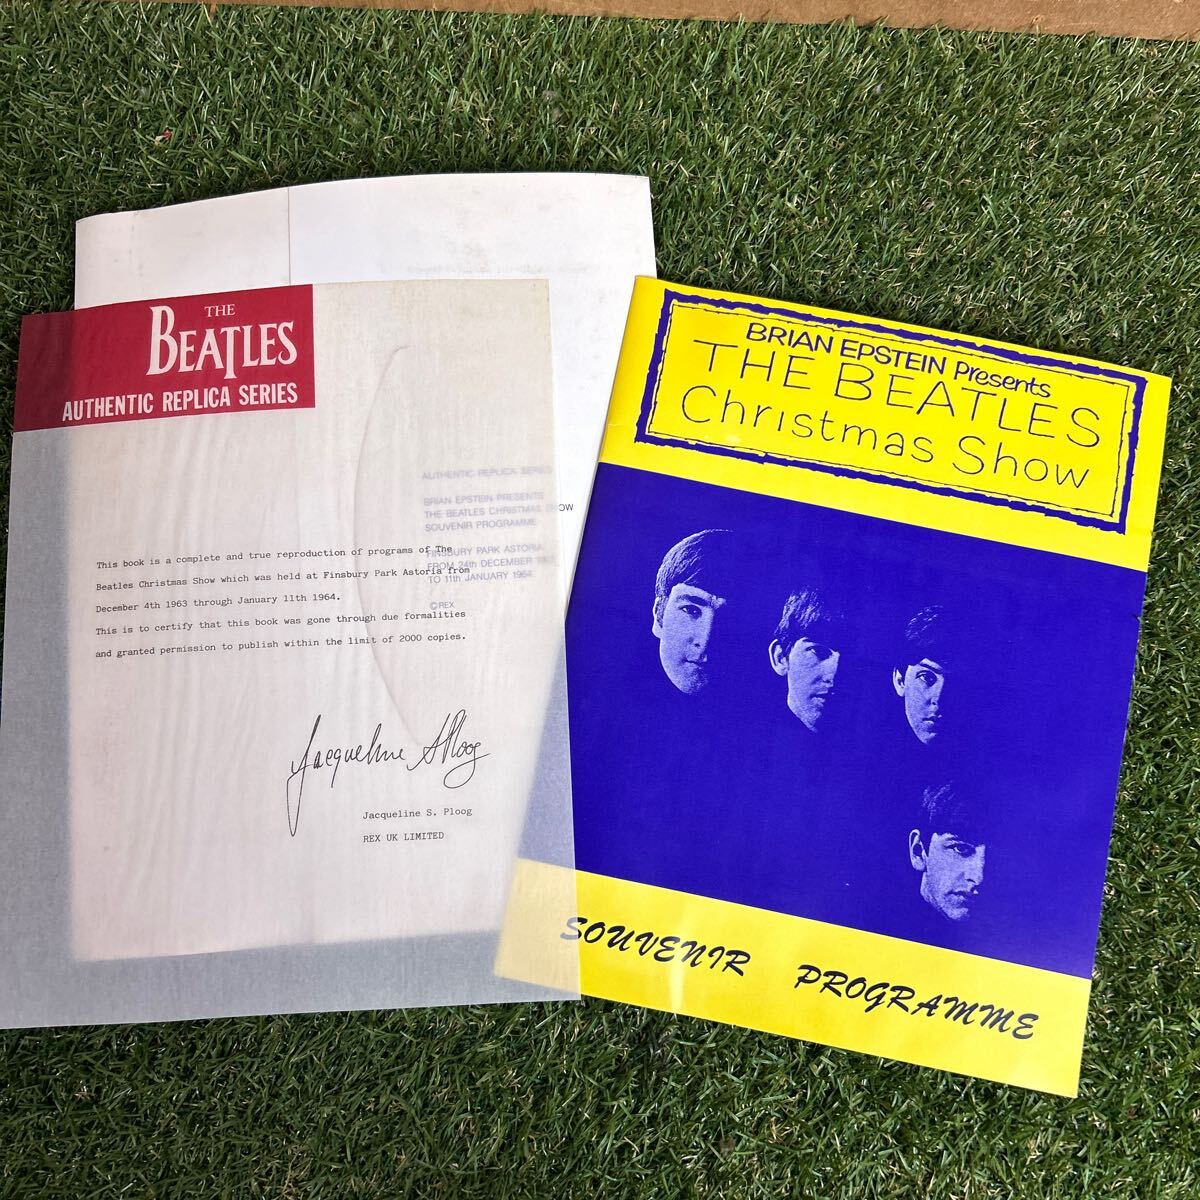 THE
BEATLES
AUTHENTIC REPLICA SERIES
AUTHENTIC REPLICA SERIES
BRIAN EPSTEIN PRESENTS
THE BEATLES CHRISTMAS SHOW
SOUVENIR PROGRAMME
FINSBURY PARK ASTORIA
FROM 24th DECEMBER
TO 11th JANUARY 1964
©REX
This book is a complete and true reproduction of programs of The
Beatles Christmas Show which was held at Finsbury Park Astoria from
December 4th 1963 through January 11th 1964.
This is to certify that this book was gone through due formalities
and granted permission to publish within the limit of 2000 copies.
Jacqueline S Ploog
Jacqueline S. Ploog
REX UK LIMITED
BRIAN EPSTEIN Presents
THE BEATLES
Christmas Show
SOUVENIR PROGRAMME